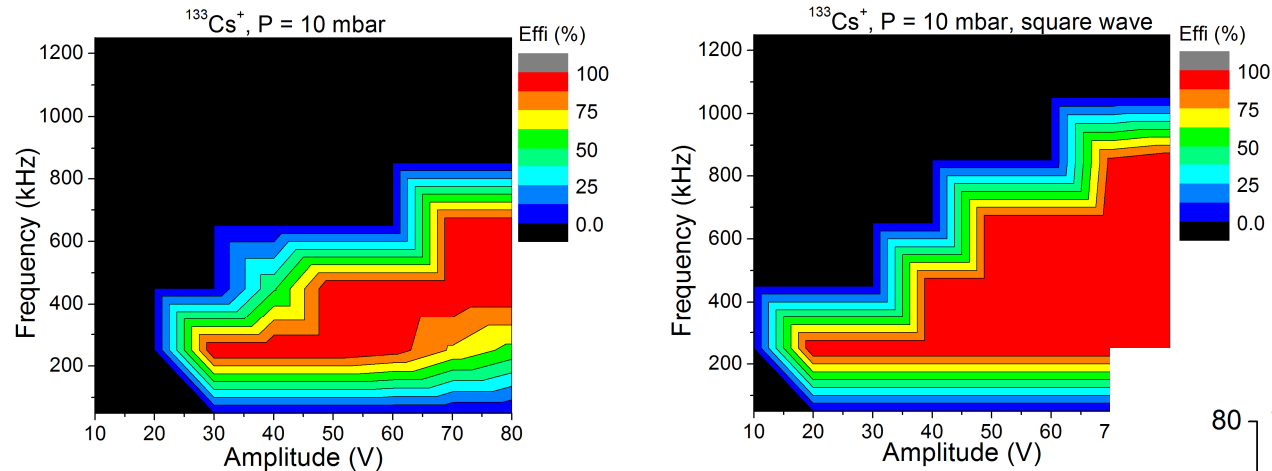 ¹³³Cs⁺, P = 10 mbar
Effi (%)
100
75
50
25
0.0
1200
1000
800
600
400
200
Frequency (kHz)
10 20 30 40 50 60 70 80
Amplitude (V)
¹³³Cs⁺, P = 10 mbar, square wave
Effi (%)
100
75
50
25
0.0
1200
1000
800
600
400
200
Frequency (kHz)
10 20 30 40 50 60 7
Amplitude (V)
80